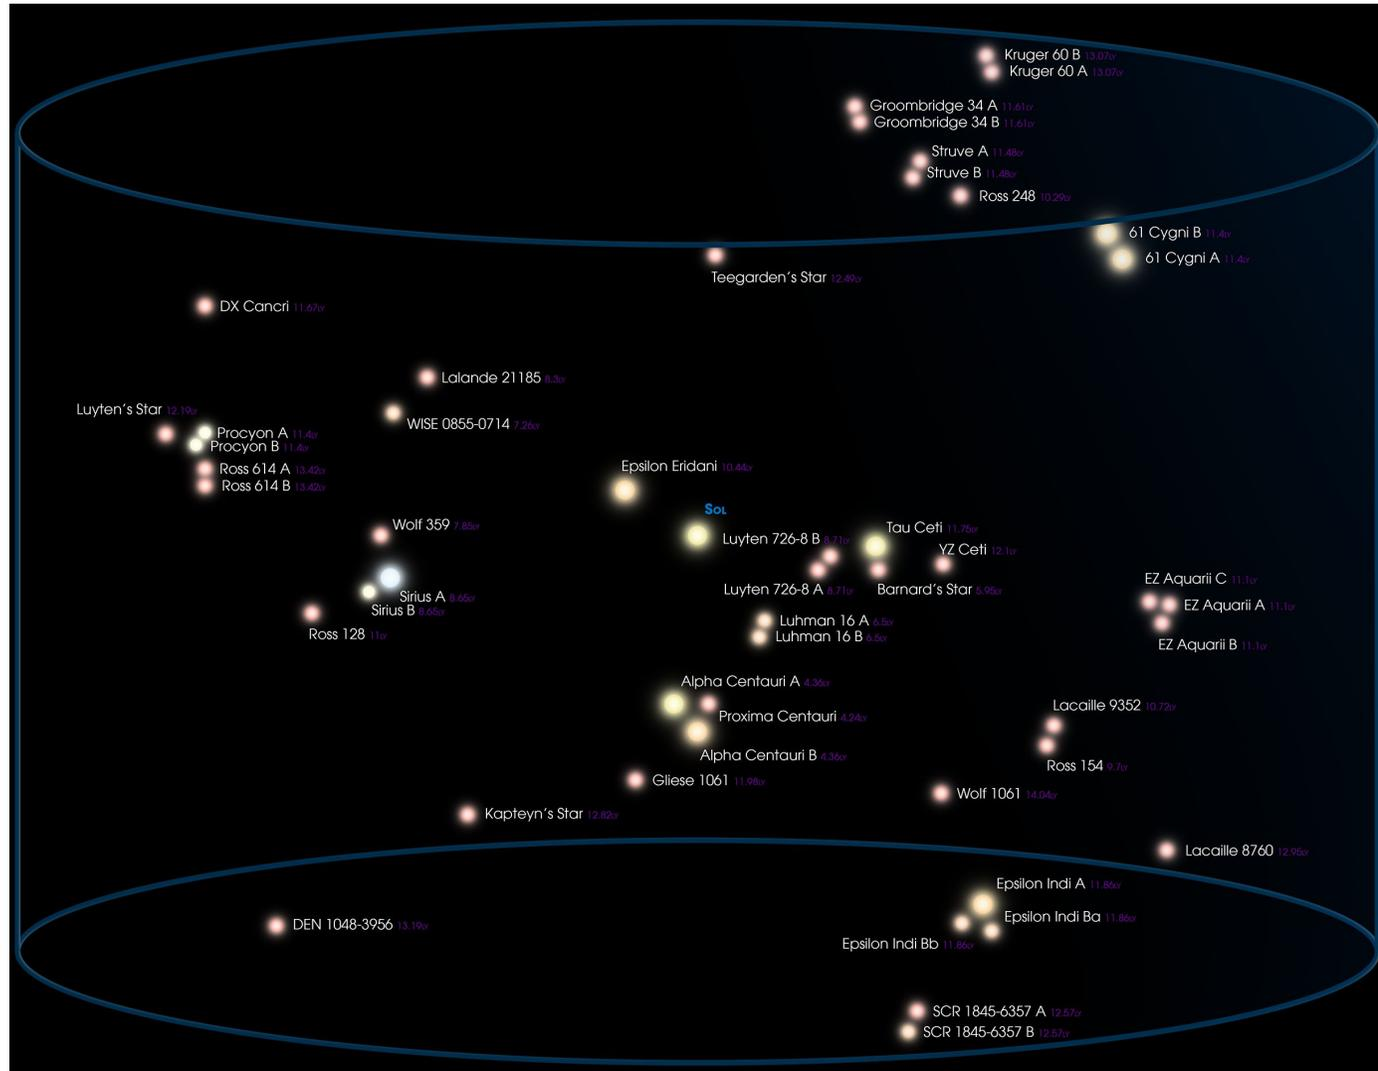 Kruger 60 B 13.07LY
Kruger 60 A 13.07LY
Groombridge 34 A 11.61LY
Groombridge 34 B 11.61LY
Struve A 11.48LY
Struve B 11.48LY
Ross 248 10.29LY
61 Cygni B 11.4LY
61 Cygni A 11.4LY
Teegarden's Star 12.49LY
DX Cancri 11.67LY
Lalande 21185 8.3LY
Luyten's Star 12.19LY
WISE 0855-0714 7.26LY
Procyon A 11.4LY
Procyon B 11.4LY
Ross 614 A 13.42LY
Ross 614 B 13.42LY
Epsilon Eridani 10.44LY
Sol
Wolf 359 7.85LY
Luyten 726-8 B 8.71LY
Tau Ceti 11.75LY
YZ Ceti 12.1LY
EZ Aquarii C 11.1LY
Luyten 726-8 A 8.71LY
Barnard's Star 5.95LY
Sirius A 8.65LY
Sirius B 8.65LY
EZ Aquarii A 11.1LY
Luhman 16 A 6.5LY
Ross 128 11LY
Luhman 16 B 6.5LY
EZ Aquarii B 11.1LY
Alpha Centauri A 4.36LY
Lacaille 9352 10.72LY
Proxima Centauri 4.24LY
Alpha Centauri B 4.36LY
Ross 154 9.7LY
Gliese 1061 11.98LY
Wolf 1061 14.04LY
Kapteyn's Star 12.82LY
Lacaille 8760 12.95LY
Epsilon Indi A 11.86LY
Epsilon Indi Ba 11.86LY
DEN 1048-3956 13.19LY
Epsilon Indi Bb 11.86LY
SCR 1845-6357 A 12.57LY
SCR 1845-6357 B 12.57LY